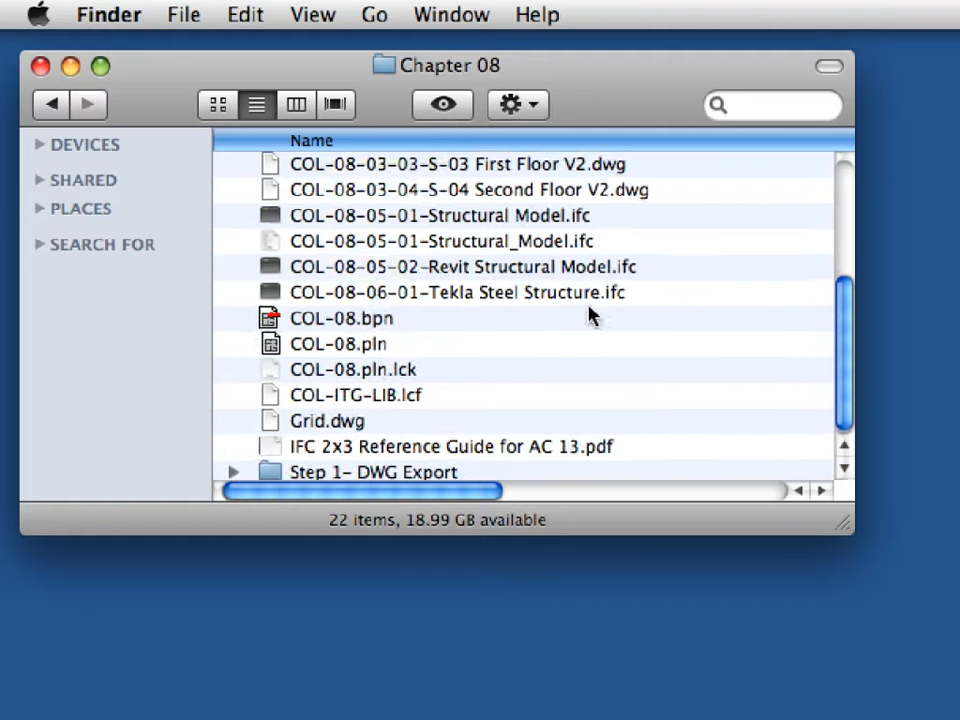 Finder File Edit View Go Window Help
Chapter 08
DEVICES
SHARED
PLACES
SEARCH FOR
Name
COL-08-03-03-S-03 First Floor V2.dwg
COL-08-03-04-S-04 Second Floor V2.dwg
COL-08-05-01-Structural Model.ifc
COL-08-05-01-Structural_Model.ifc
COL-08-05-02-Revit Structural Model.ifc
COL-08-06-01-Tekla Steel Structure.ifc
COL-08.bpn
COL-08.pln
COL-08.pln.lck
COL-ITG-LIB.lcf
Grid.dwg
IFC 2x3 Reference Guide for AC 13.pdf
Step 1- DWG Export
22 items, 18.99 GB available